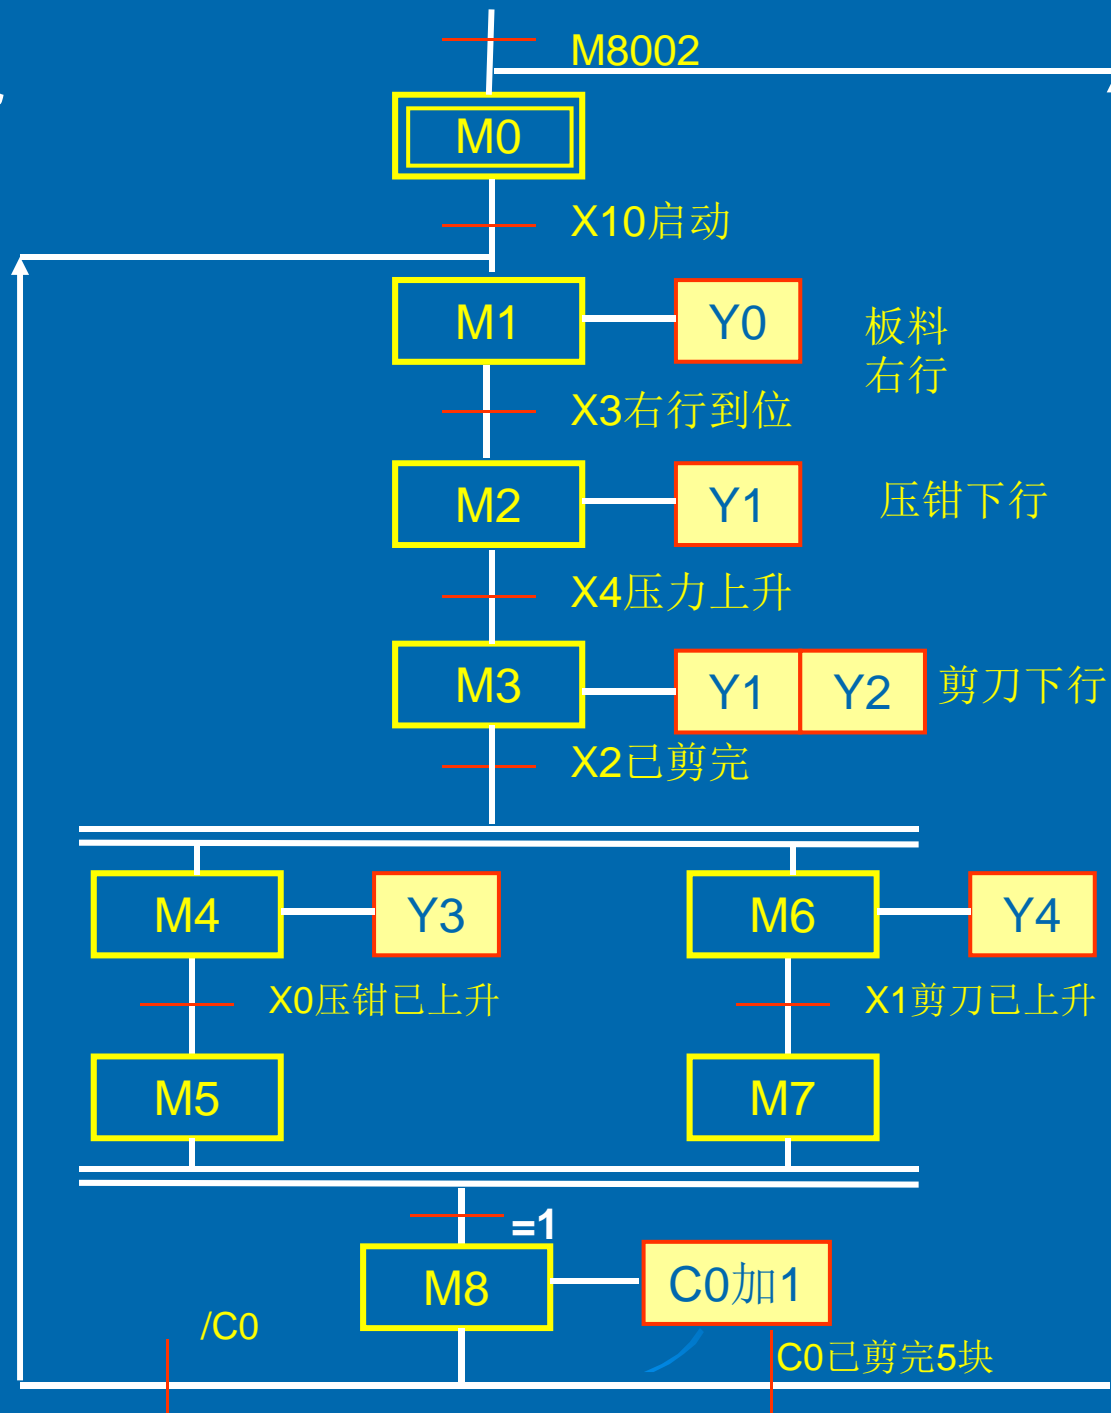 M8002
M0
X10启动
M1
Y0
板料
右行
X3右行到位
M2
Y1
压钳下行
X4压力上升
M3
Y1
Y2
剪刀下行
X2已剪完
M4
Y3
M6
Y4
X0压钳已上升
X1剪刀已上升
M5
M7
=1
M8
C0加1
/C0
C0已剪完5块